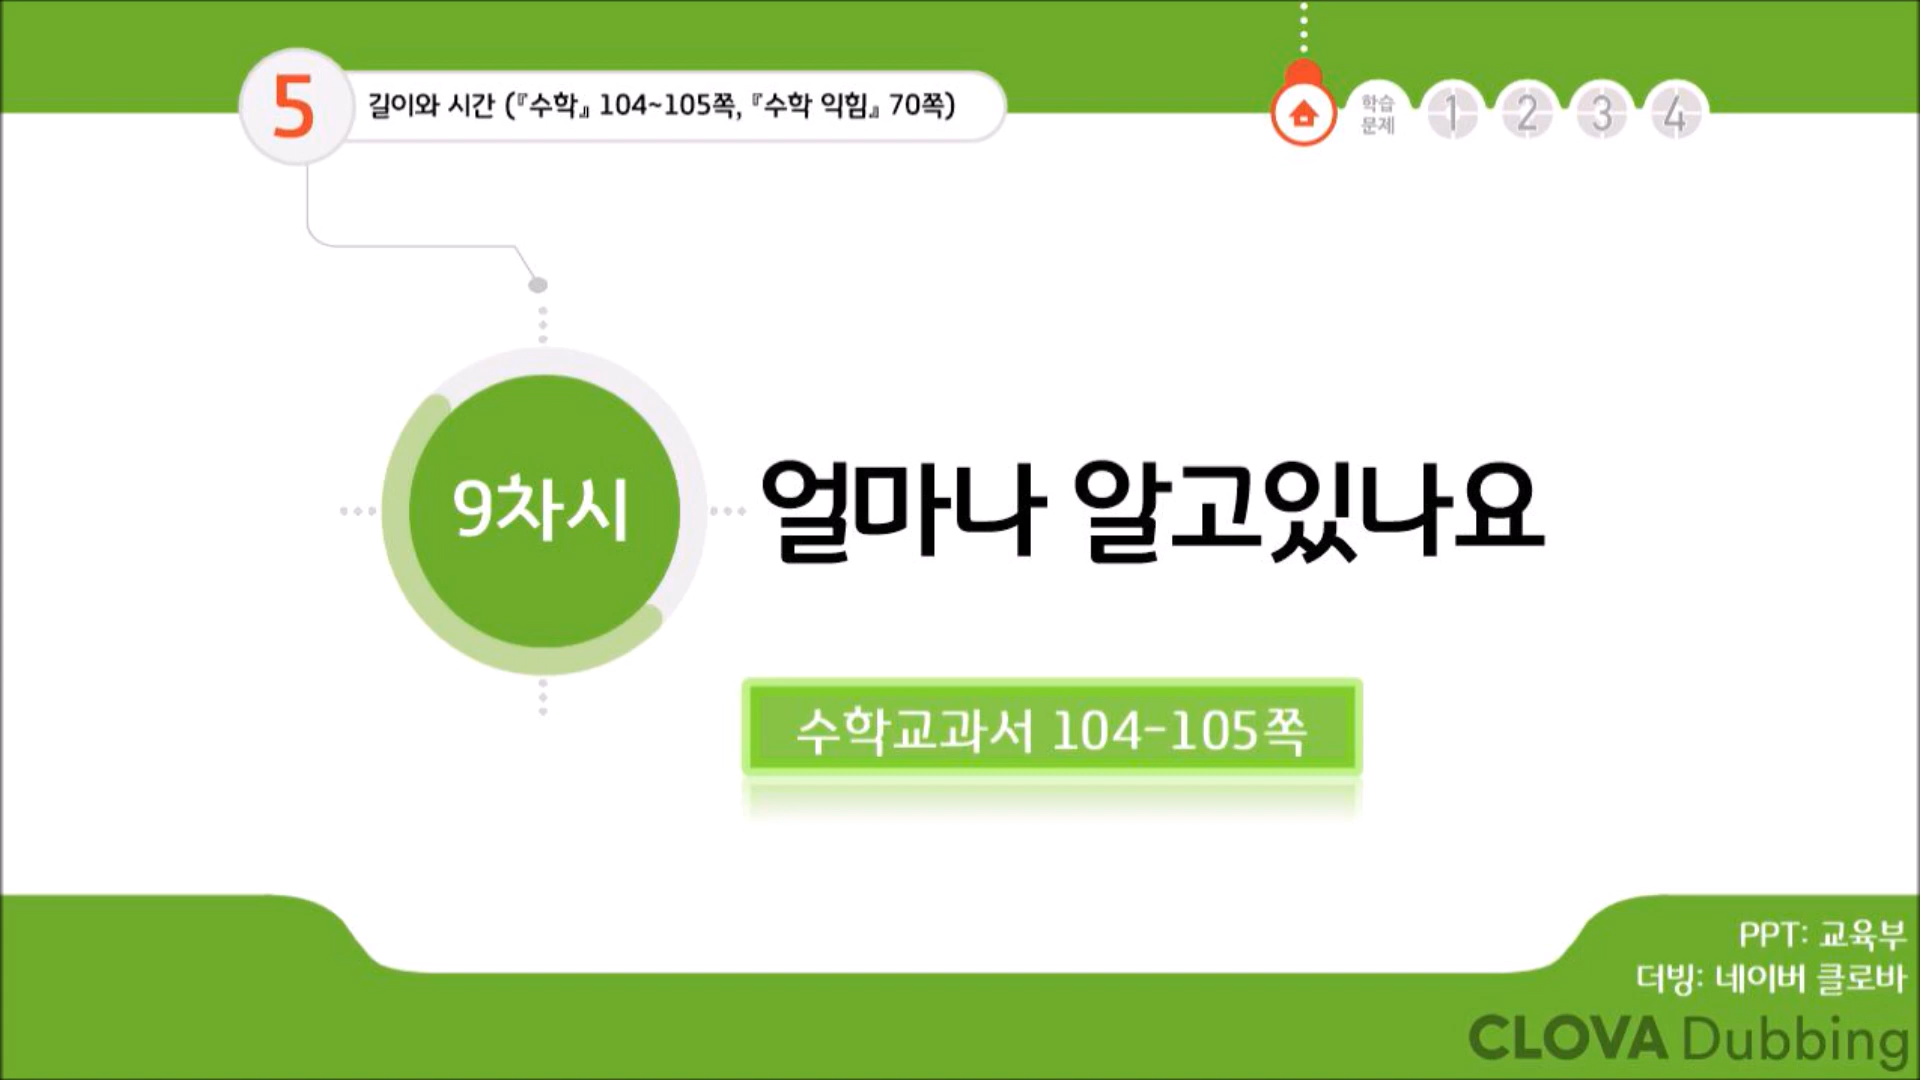 5
길이와 시간 (『수학』 104~105쪽, 『수학 익힘』 70쪽)
학습
문제
1
2
3
4
9차시
얼마나 알고있나요
수학교과서 104-105쪽
PPT: 교육부
더빙: 네이버 클로바
CLOVA Dubbing